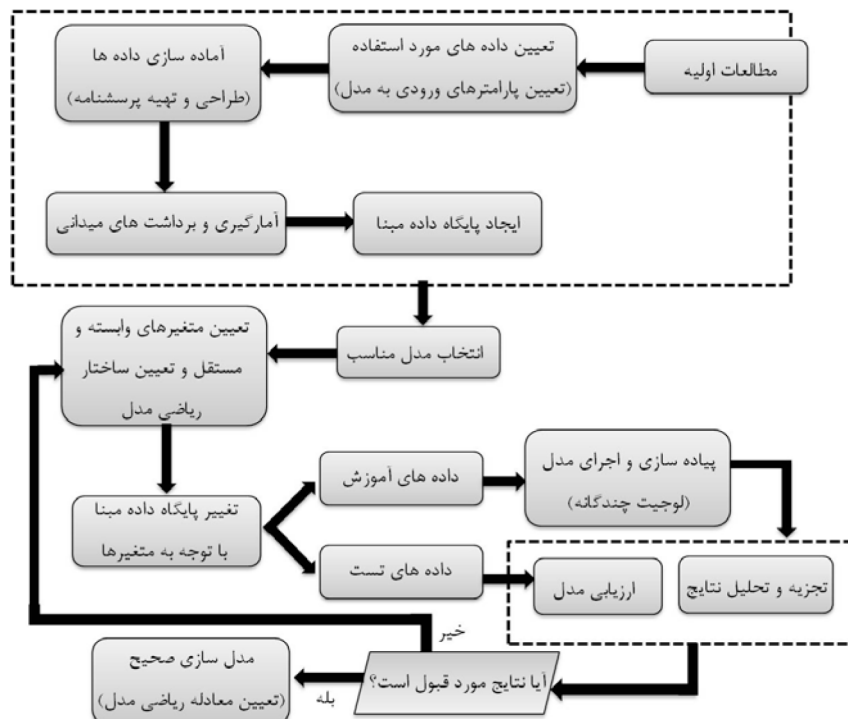 مطالعات اولیه
تعیین داده های مورد استفاده
(تعیین پارامترهای ورودی به مدل)
آماده سازی داده ها
(طراحی و تهیه پرسشنامه)
آمارگیری و برداشت های میدانی
ایجاد پایگاه داده مبنا
انتخاب مدل مناسب
تعیین متغیرهای وابسته و
مستقل و تعیین ساختار
ریاضی مدل
تغییر پایگاه داده مبنا
با توجه به متغیرها
داده های آموزش
داده های تست
پیاده سازی و اجرای مدل
(لوجیت چندگانه)
تجزیه و تحلیل نتایج
ارزیابی مدل
آیا نتایج مورد قبول است؟
خیر
بله
مدل سازی صحیح
(تعیین معادله ریاضی مدل)